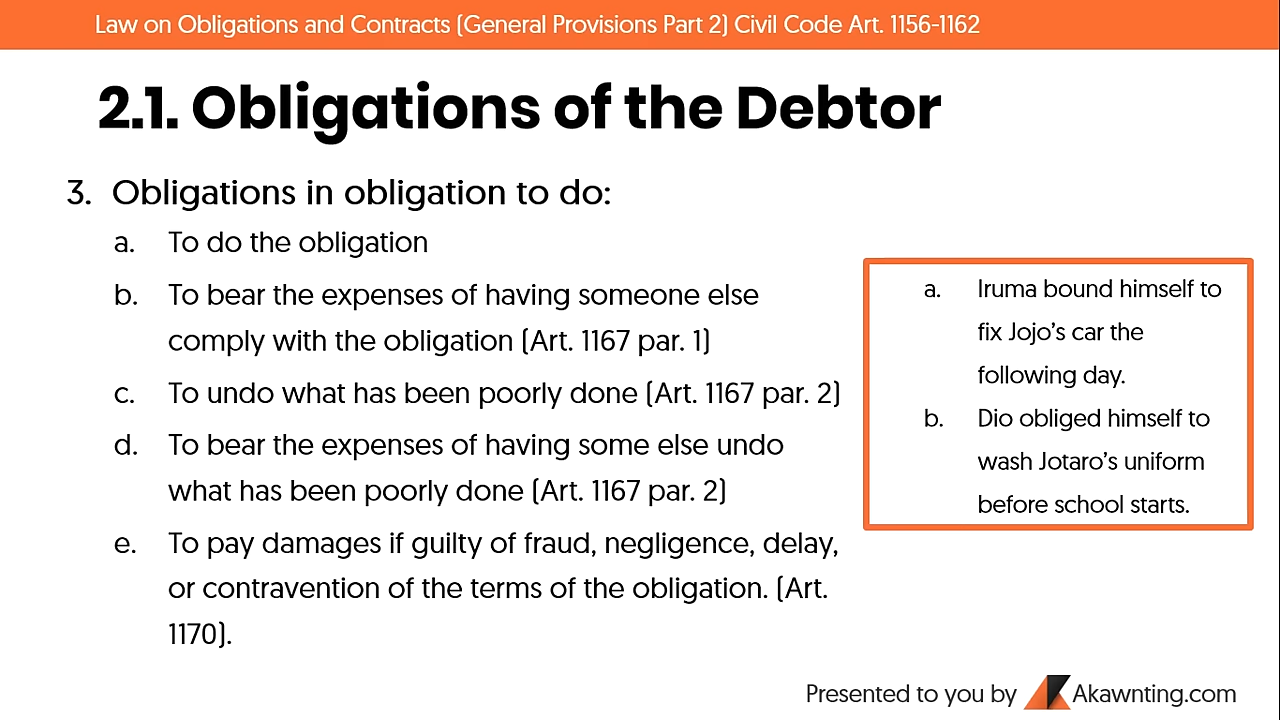 Law on Obligations and Contracts (General Provisions Part 2) Civil Code Art. 1156-1162
2.1. Obligations of the Debtor
3. Obligations in obligation to do:
a. To do the obligation
b. To bear the expenses of having someone else
comply with the obligation (Art. 1167 par. 1)
c. To undo what has been poorly done (Art. 1167 par. 2)
d. To bear the expenses of having some else undo
what has been poorly done (Art. 1167 par. 2)
e. To pay damages if guilty of fraud, negligence, delay,
or contravention of the terms of the obligation. (Art.
1170).
a. Iruma bound himself to
fix Jojo's car the
following day.
b. Dio obliged himself to
wash Jotaro's uniform
before school starts.
Presented to you by Akawnting.com